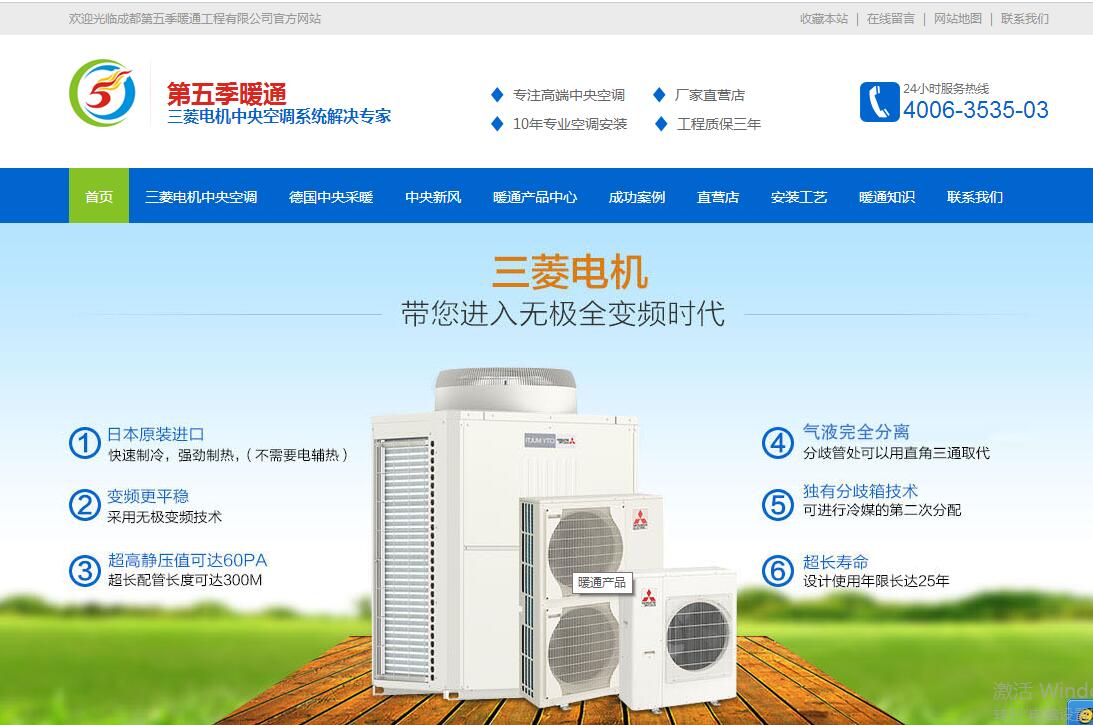 欢迎光临成都第五季暖通工程有限公司官方网站
收藏本站 | 在线留言 | 网站地图 | 联系我们
第五季暖通
三菱电机中央空调系统解决专家
专注高端中央空调
厂家直营店
10年专业空调安装
工程质保三年
24小时服务热线
4006-3535-03
首页 三菱电机中央空调 德国中央采暖 中央新风 暖通产品中心 成功案例 直营店 安装工艺 暖通知识 联系我们
三菱电机
带您进入无极全变频时代
1 日本原装进口
快速制冷，强劲制热，（不需要电辅热）
2 变频更平稳
采用无极变频技术
3 超高静压值可达60PA
超长配管长度可达300M
4 气液完全分离
分歧管处可以用直角三通取代
5 独有分歧箱技术
可进行冷媒的第二次分配
6 超长寿命
设计使用年限长达25年
暖通产品
激活 Windo